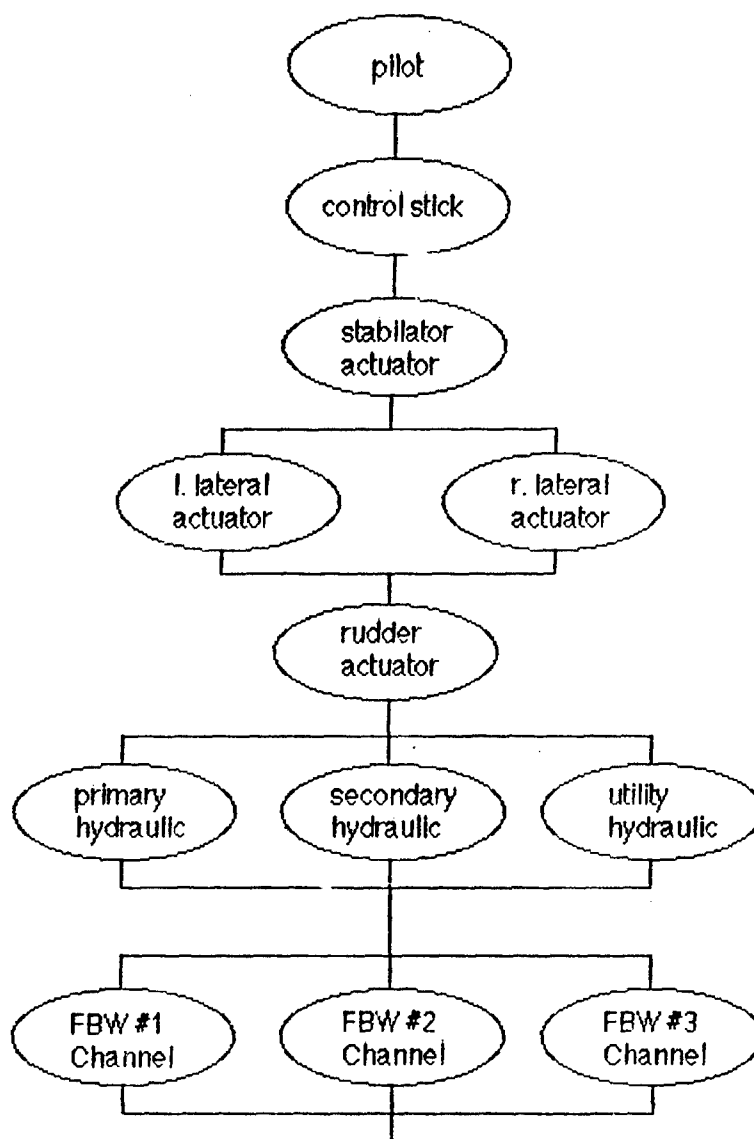 pilot
control stick
stabilator
actuator
l. lateral
actuator
r. lateral
actuator
rudder
actuator
primary
hydraulic
secondary
hydraulic
utility
hydraulic
FBW #1
Channel
FBW #2
Channel
FBW #3
Channel